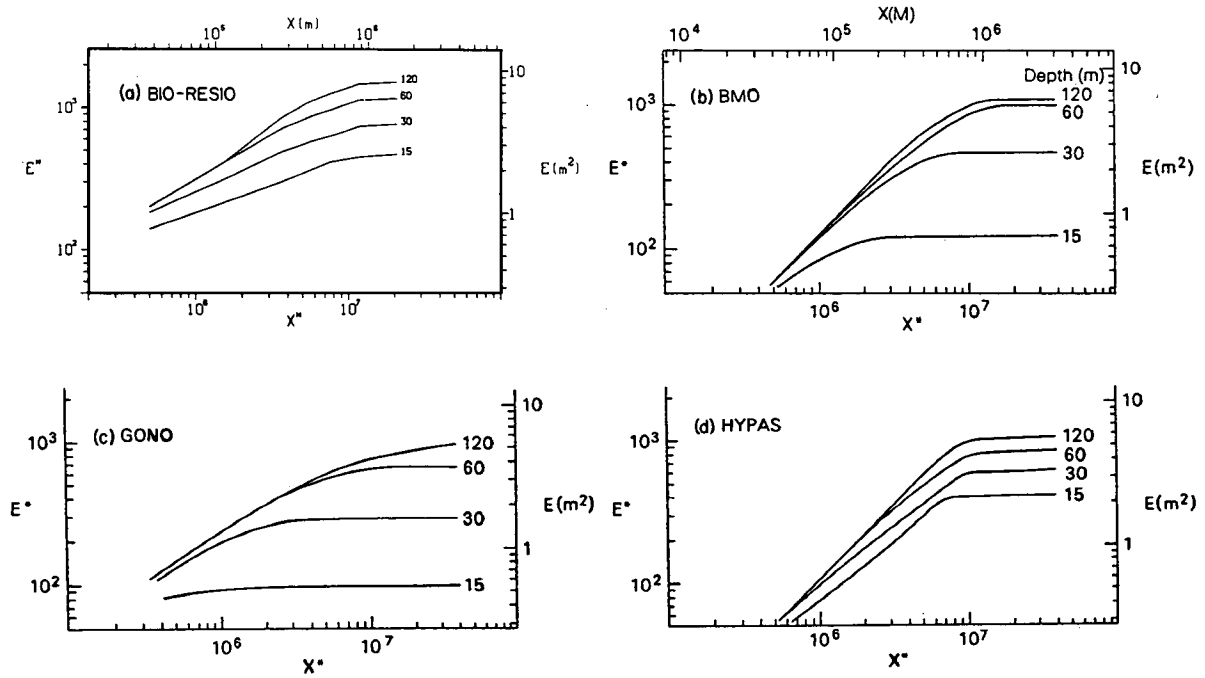 X(m)
10⁵ 10⁶
(a) BIO-RESIO
120
60
30
15
10³
10²
E*
10
1
E(m²)
10⁶ 10⁷
X*
X(M)
10⁴ 10⁵ 10⁶
(b) BMO
Depth (m)
120
60
30
15
10³
10²
E*
10
1
E(m²)
10⁶ 10⁷
X*
(c) GONO
120
60
30
15
10³
10²
E*
10
1
E(m²)
10⁶ 10⁷
X*
(d) HYPAS
120
60
30
15
10³
10²
E*
10
1
E(m²)
10⁶ 10⁷
X*